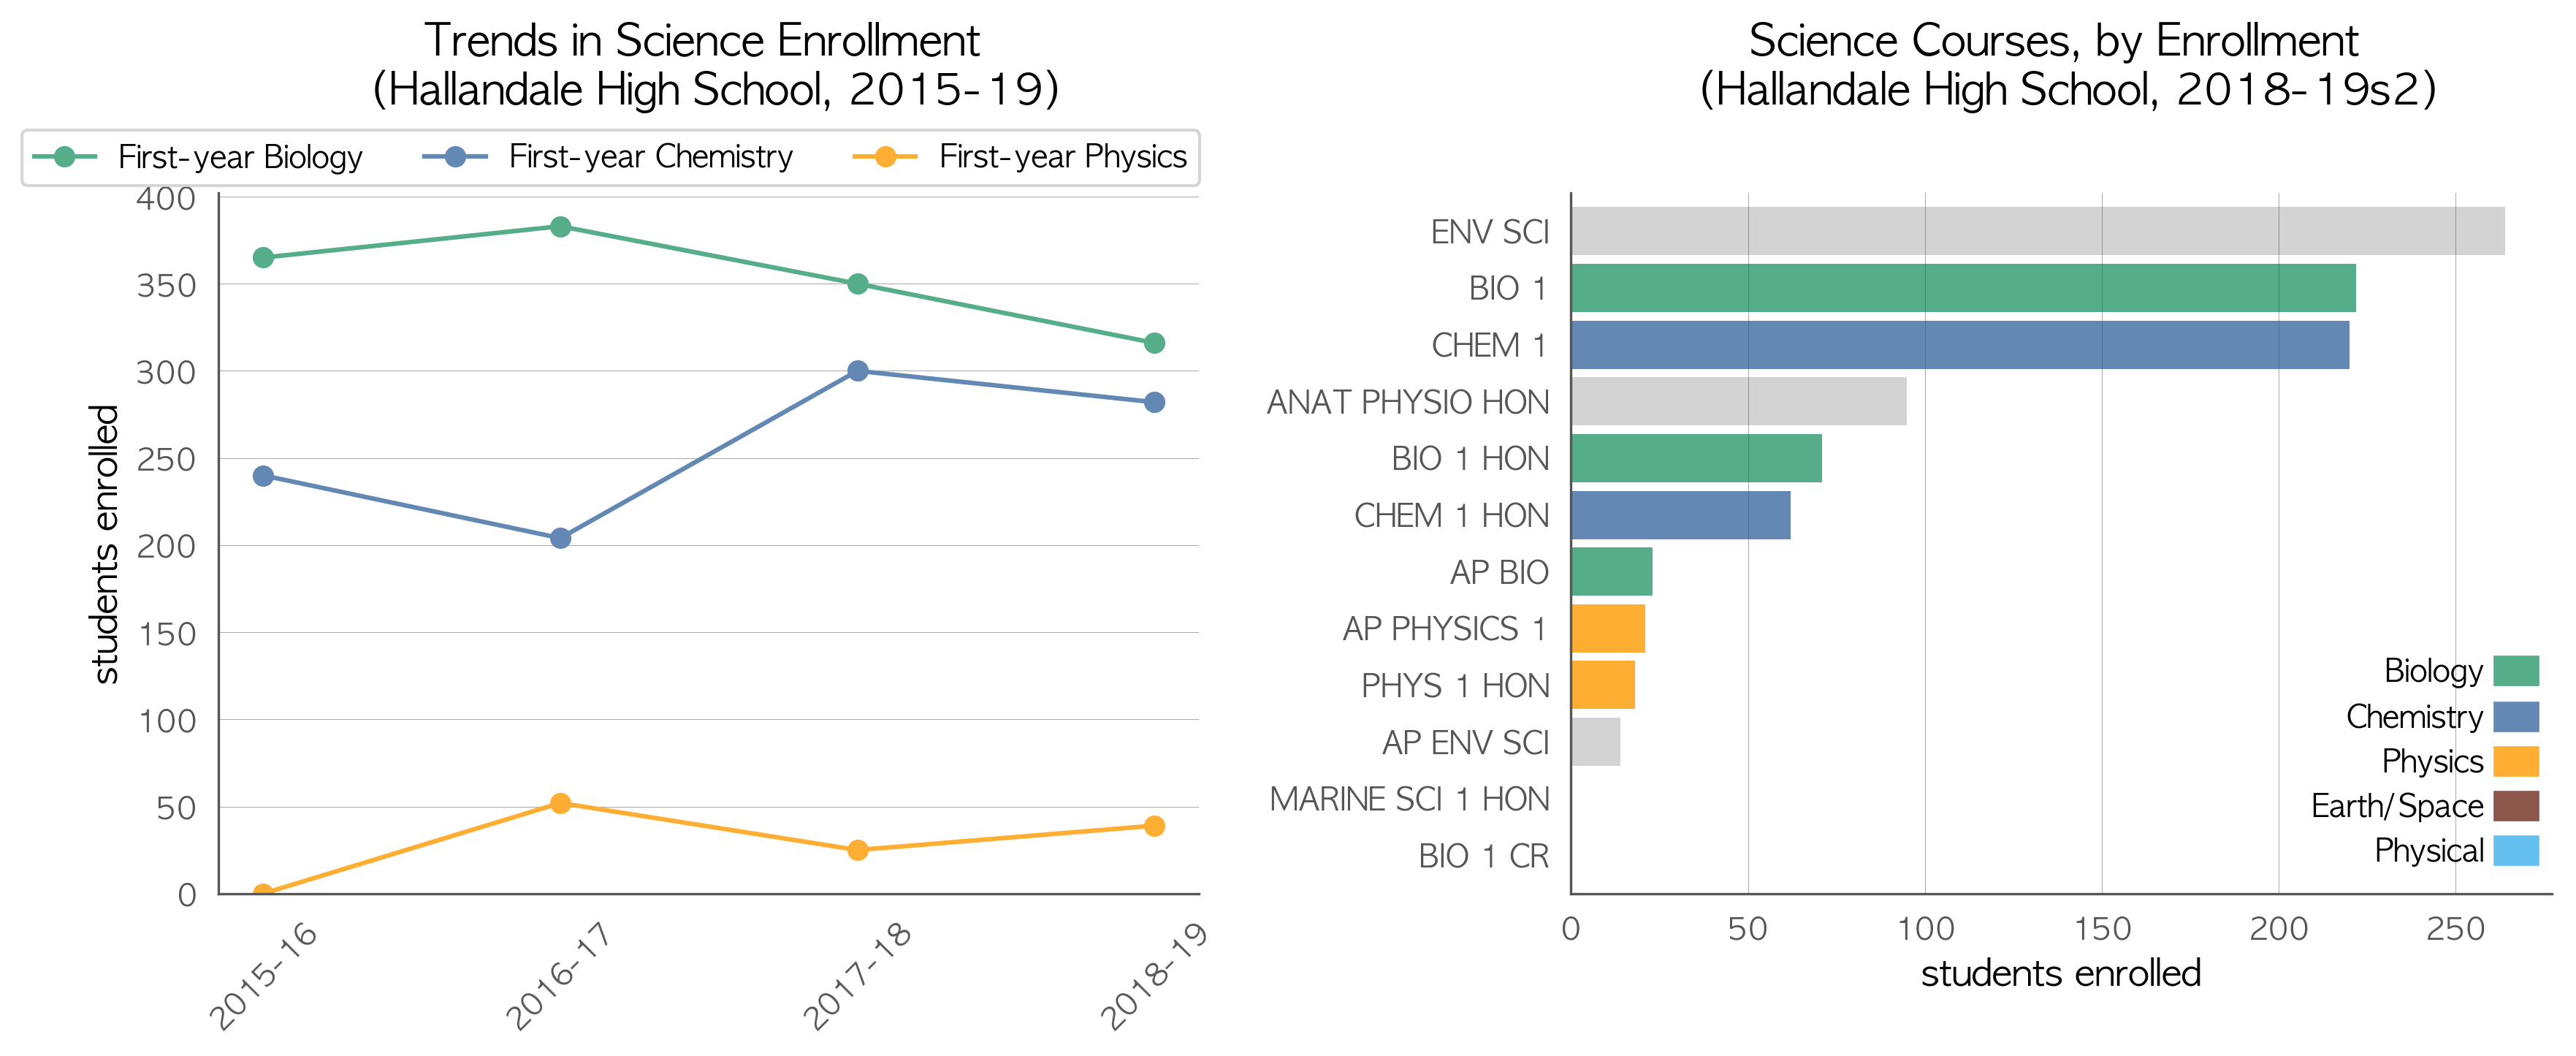 Trends in Science Enrollment
(Hallandale High School, 2015-19)
First-year Biology
First-year Chemistry
First-year Physics
400
350
300
250
200
150
100
50
0
students enrolled
2015-16
2016-17
2017-18
2018-19
Science Courses, by Enrollment
(Hallandale High School, 2018-19s2)
ENV SCI
BIO 1
CHEM 1
ANAT PHYSIO HON
BIO 1 HON
CHEM 1 HON
AP BIO
AP PHYSICS 1
PHYS 1 HON
AP ENV SCI
MARINE SCI 1 HON
BIO 1 CR
Biology
Chemistry
Physics
Earth/Space
Physical
0
50
100
150
200
250
students enrolled